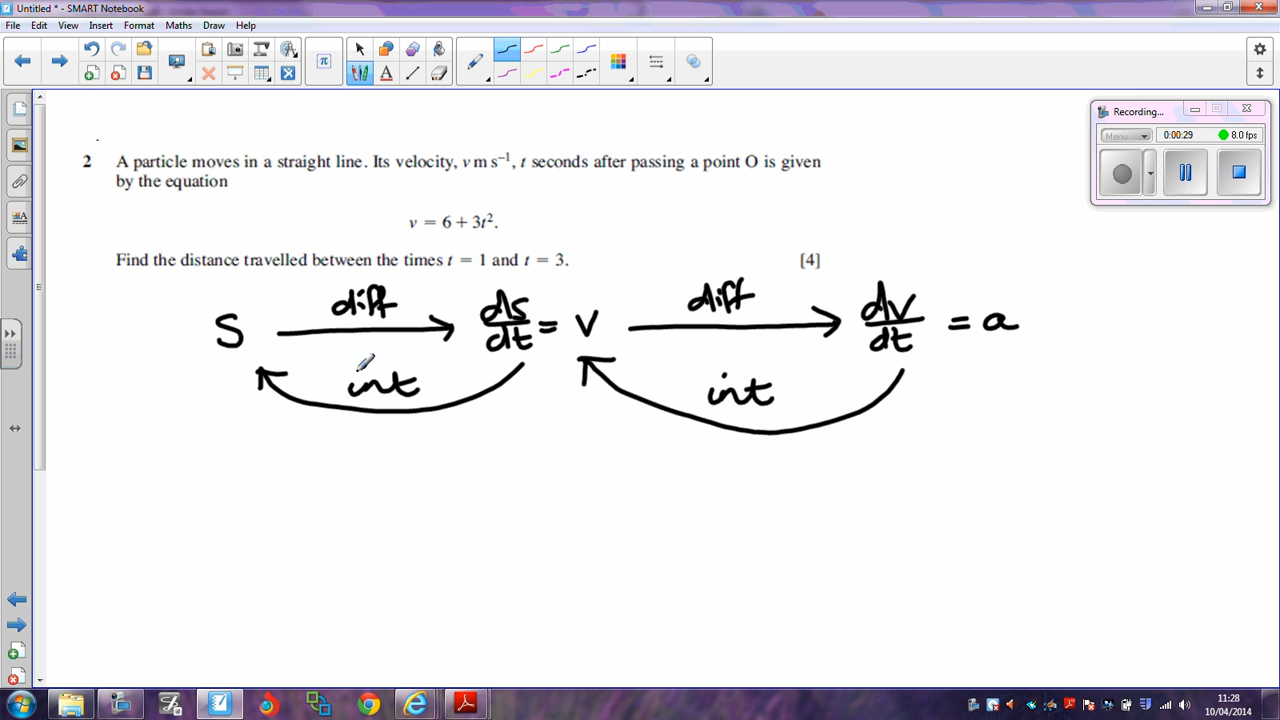 Untitled * - SMART Notebook
File Edit View Insert Format Maths Draw Help
Recording...
Menu 0:00:29 8.0 fps
2 A particle moves in a straight line. Its velocity, v m s⁻¹, t seconds after passing a point O is given
by the equation
v = 6 + 3t².
Find the distance travelled between the times t = 1 and t = 3. [4]
diff diff
S ds/dt = v dv/dt = a
int int
11:28
10/04/2014